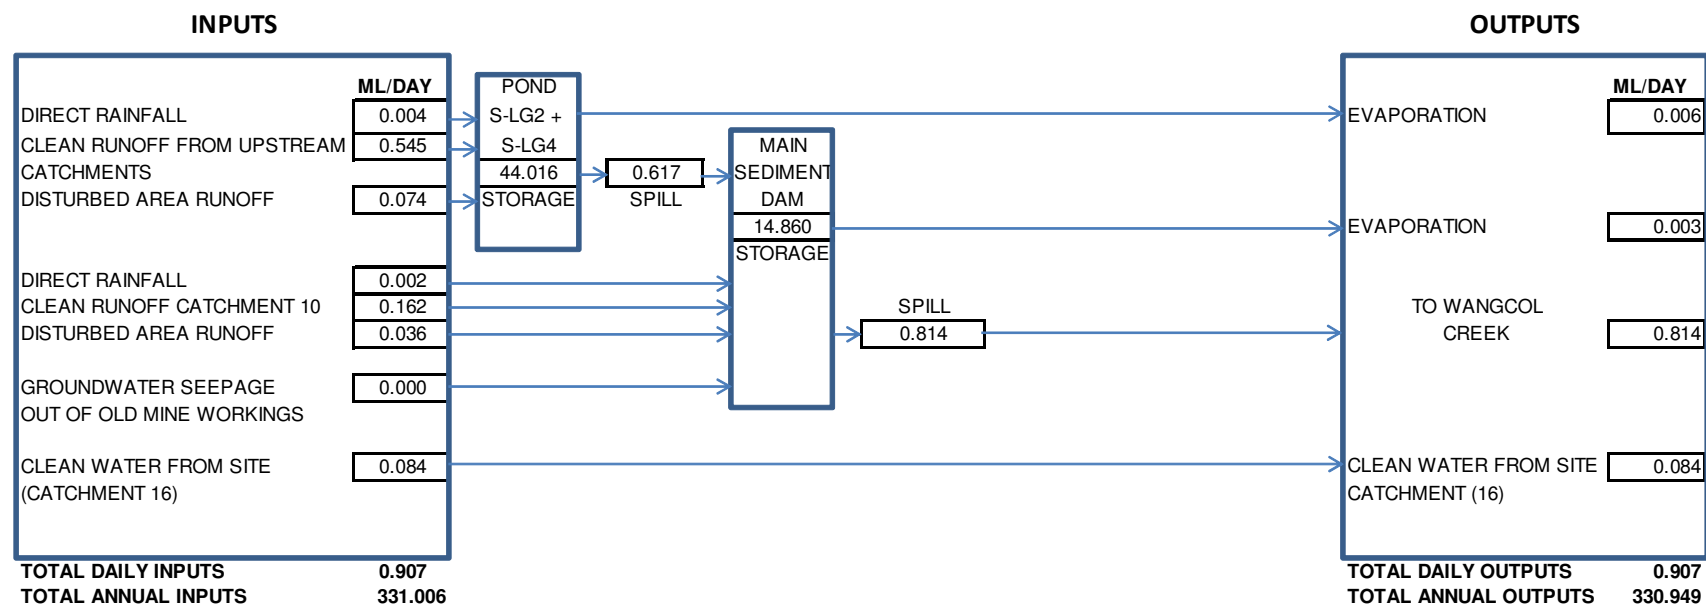 INPUTS
OUTPUTS
ML/DAY
POND
ML/DAY
DIRECT RAINFALL 0.004 S-LG2 + EVAPORATION 0.006
CLEAN RUNOFF FROM UPSTREAM 0.545 S-LG4 MAIN
CATCHMENTS 44.016 0.617 SEDIMENT
DISTURBED AREA RUNOFF 0.074 STORAGE SPILL DAM
14.860 EVAPORATION 0.003
STORAGE
DIRECT RAINFALL 0.002
CLEAN RUNOFF CATCHMENT 10 0.162 SPILL TO WANGCOL
DISTURBED AREA RUNOFF 0.036 0.814 CREEK 0.814
GROUNDWATER SEEPAGE 0.000
OUT OF OLD MINE WORKINGS
CLEAN WATER FROM SITE 0.084 CLEAN WATER FROM SITE 0.084
(CATCHMENT 16) CATCHMENT (16)
TOTAL DAILY INPUTS 0.907 TOTAL DAILY OUTPUTS 0.907
TOTAL ANNUAL INPUTS 331.006 TOTAL ANNUAL OUTPUTS 330.949